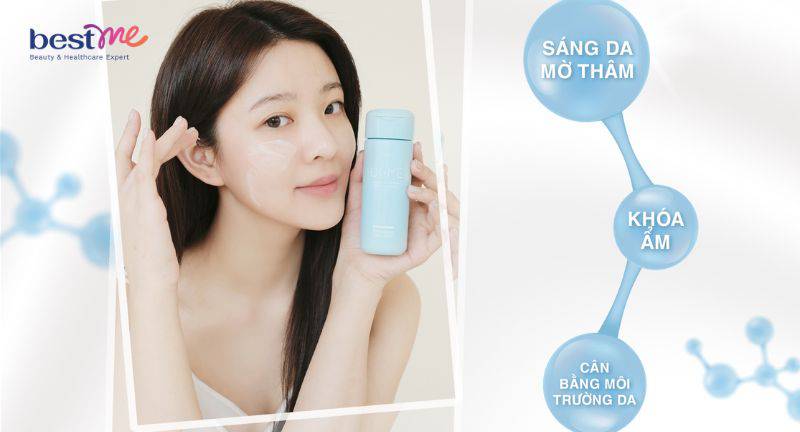 bestme
Beauty & Healthcare Expert
SÁNG DA
MỜ THÂM
KHÓA
ẨM
CÂN
BẰNG MÔI
TRƯỜNG DA